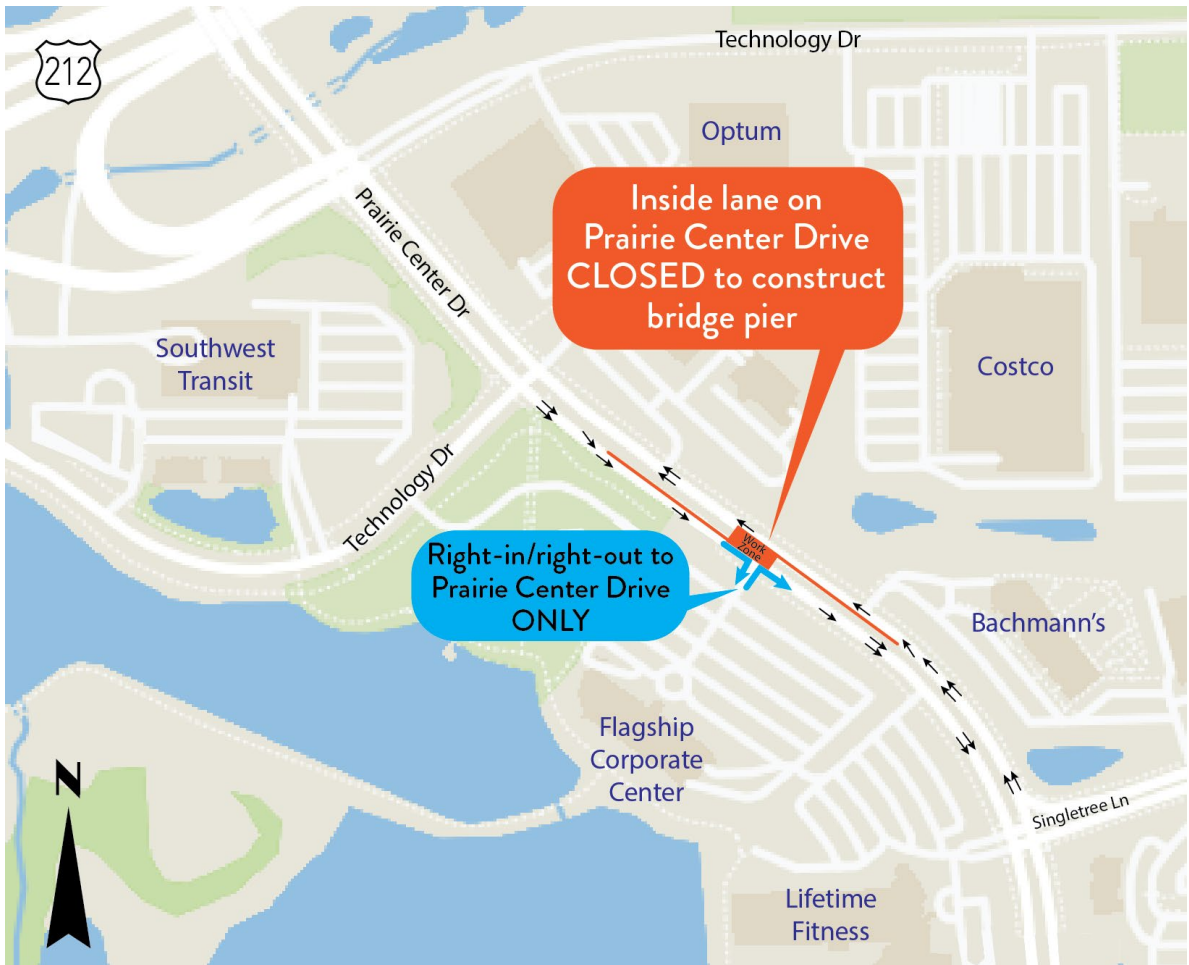 212
Technology Dr
Optum
Inside lane on
Prairie Center Drive
CLOSED to construct
bridge pier
Prairie Center Dr
Southwest
Transit
Costco
Technology Dr
Work
Zone
Right-in/right-out to
Prairie Center Drive
ONLY
Bachmann's
Flagship
Corporate
Center
N
Singletree Ln
Lifetime
Fitness